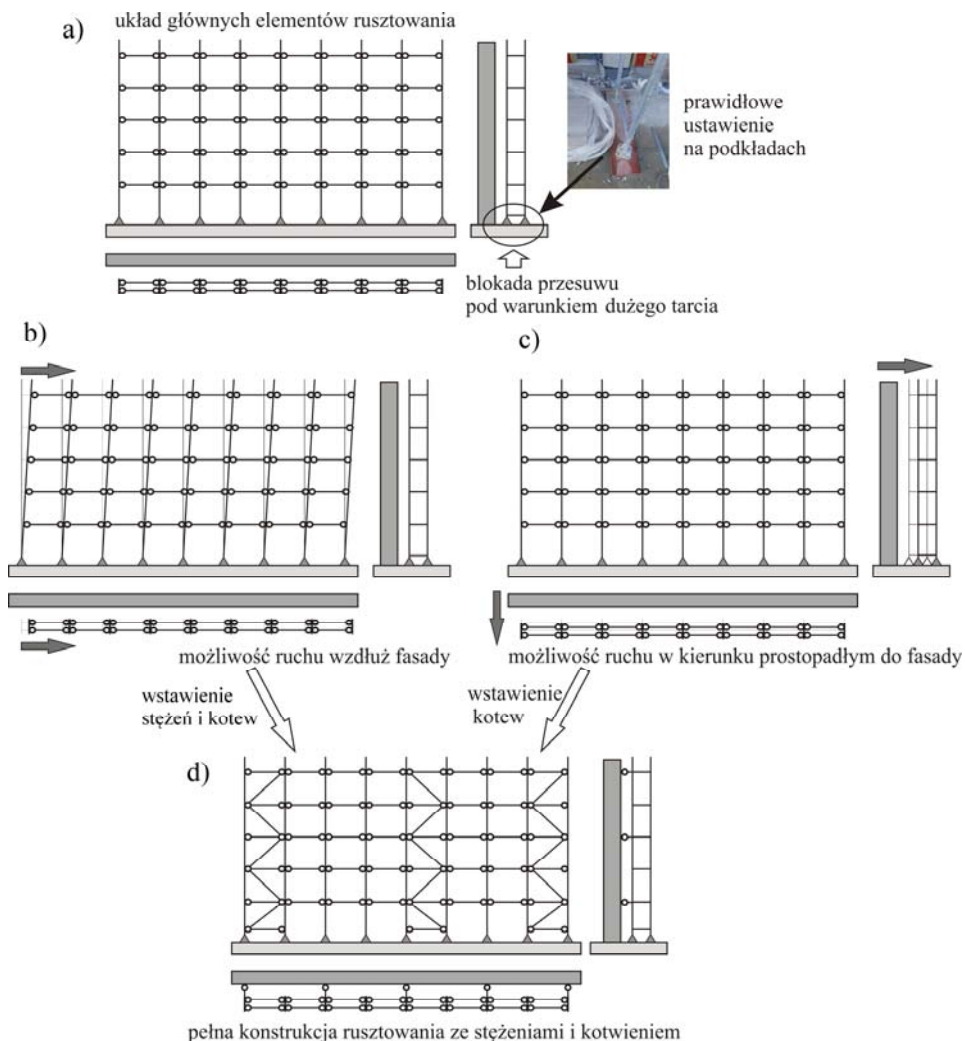 układ głównych elementów rusztowania
a)
prawidłowe
ustawienie
na podkładach
blokada przesuwu
pod warunkiem dużego tarcia
b)
c)
możliwość ruchu wzdłuż fasady
możliwość ruchu w kierunku prostopadłym do fasady
wstawienie
stężeń i kotew
wstawienie
kotew
d)
pełna konstrukcja rusztowania ze stężeniami i kotwieniem